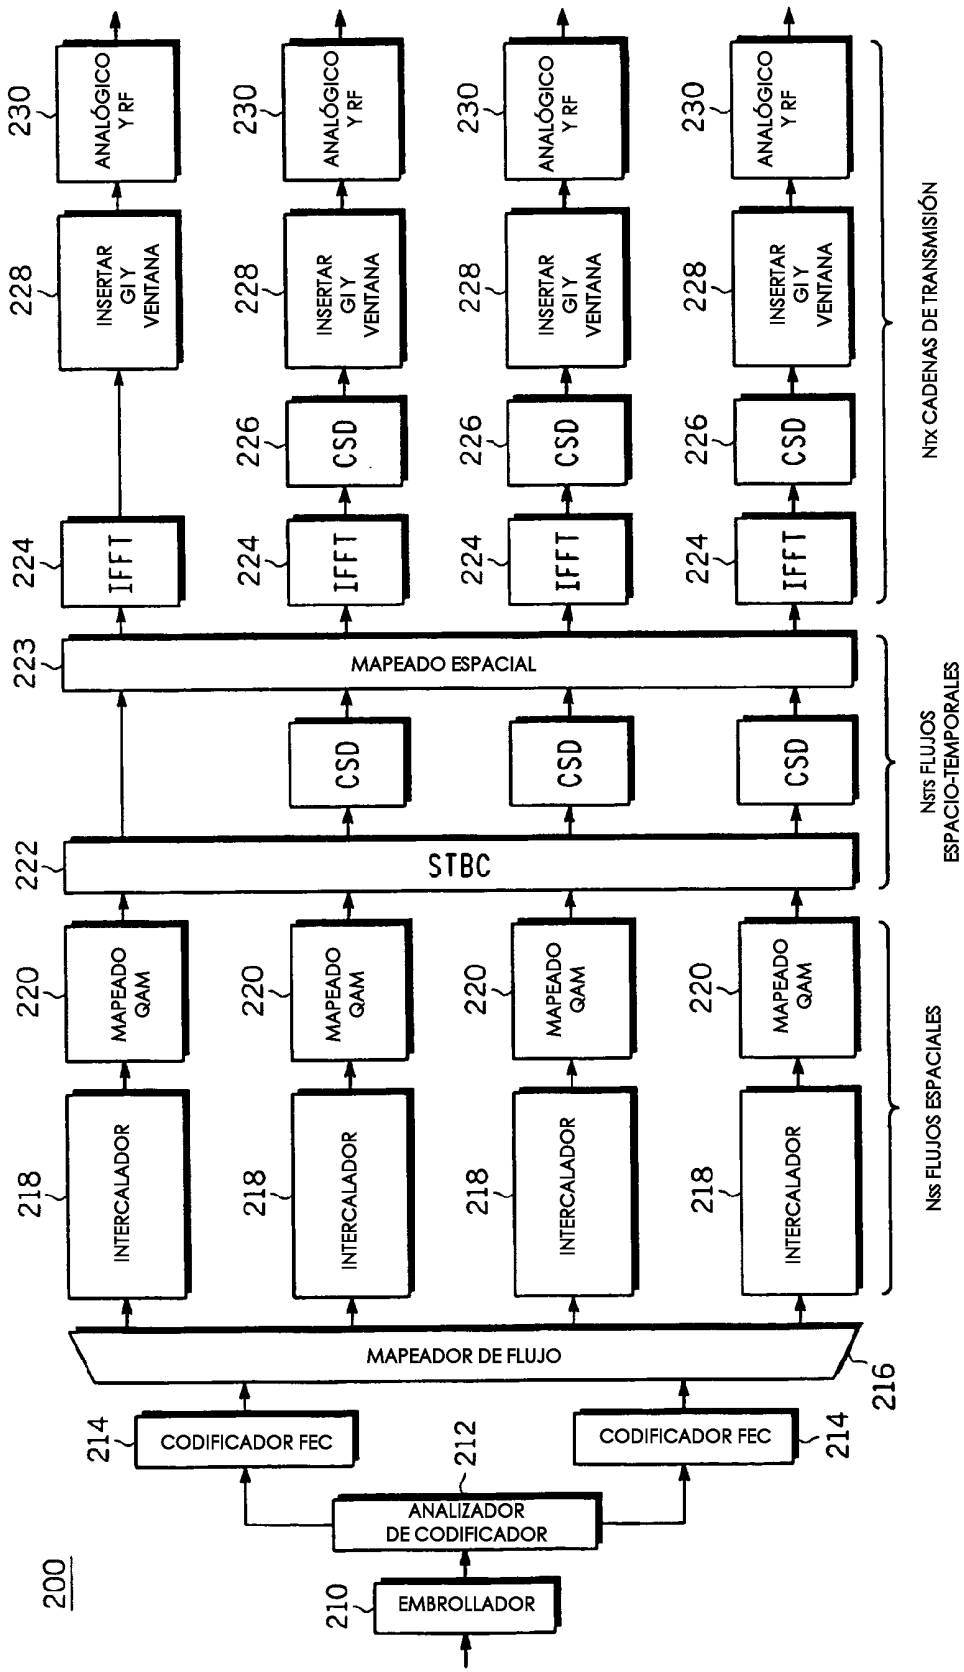 230
ANALÓGICO
Y RF
230
ANALÓGICO
Y RF
230
ANALÓGICO
Y RF
230
ANALÓGICO
Y RF
228
INSERTAR
GI Y
VENTANA
228
INSERTAR
GI Y
VENTANA
228
INSERTAR
GI Y
VENTANA
228
INSERTAR
GI Y
VENTANA
226
CSD
226
CSD
226
CSD
224
IFFT
224
IFFT
224
IFFT
224
IFFT
NTX CADENAS DE TRANSMISIÓN
223
MAPEADO ESPACIAL
CSD
CSD
CSD
222
STBC
NSTS FLUJOS
ESPACIO-TEMPORALES
220
MAPEADO
QAM
220
MAPEADO
QAM
220
MAPEADO
QAM
220
MAPEADO
QAM
218
INTERCALADOR
218
INTERCALADOR
218
INTERCALADOR
218
INTERCALADOR
NSS FLUJOS ESPACIALES
MAPEADOR DE FLUJO
216
214
CODIFICADOR FEC
CODIFICADOR FEC
214
212
ANALIZADOR
DE CODIFICADOR
210
EMBROLLADOR
200